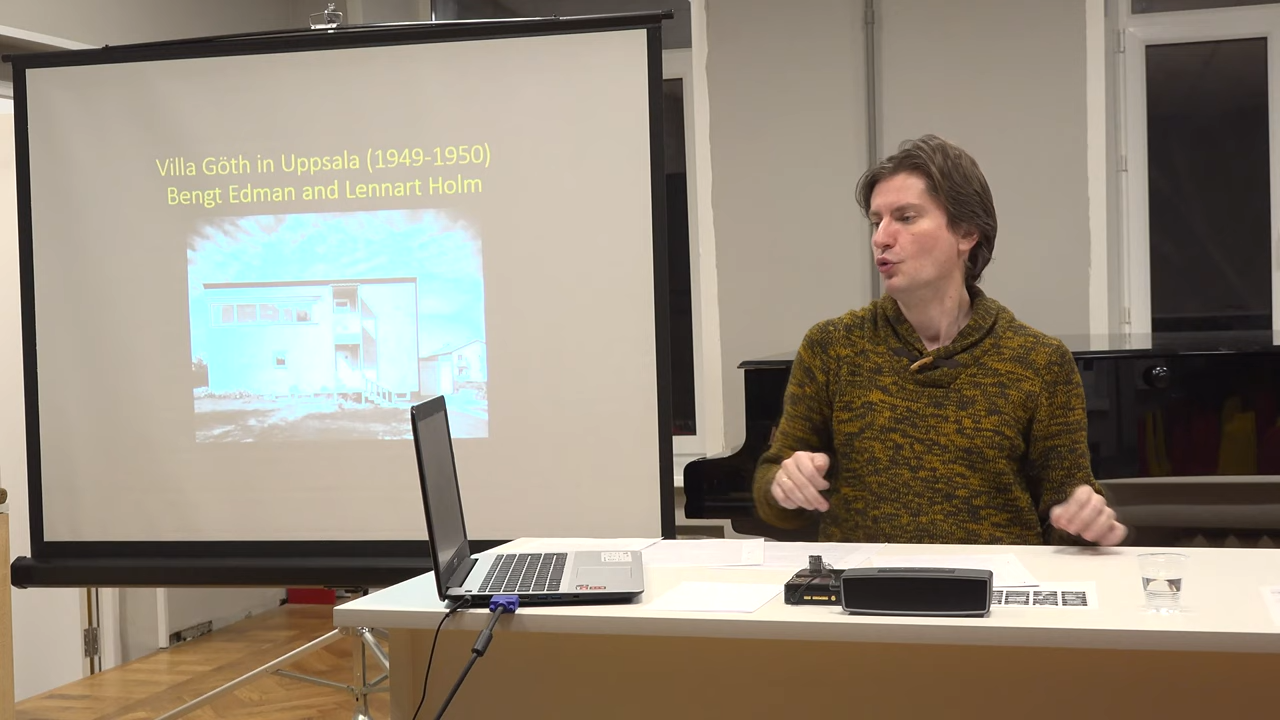 Villa Göth in Uppsala (1949-1950)
Bengt Edman and Lennart Holm